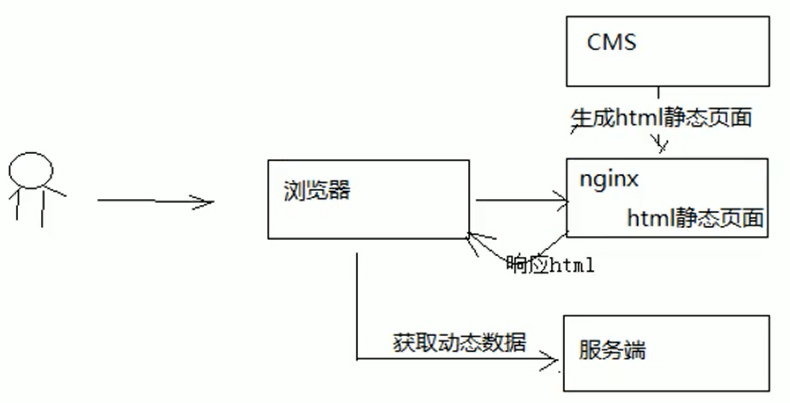 CMS
生成html静态页面
浏览器
nginx
html静态页面
响应html
获取动态数据
服务端